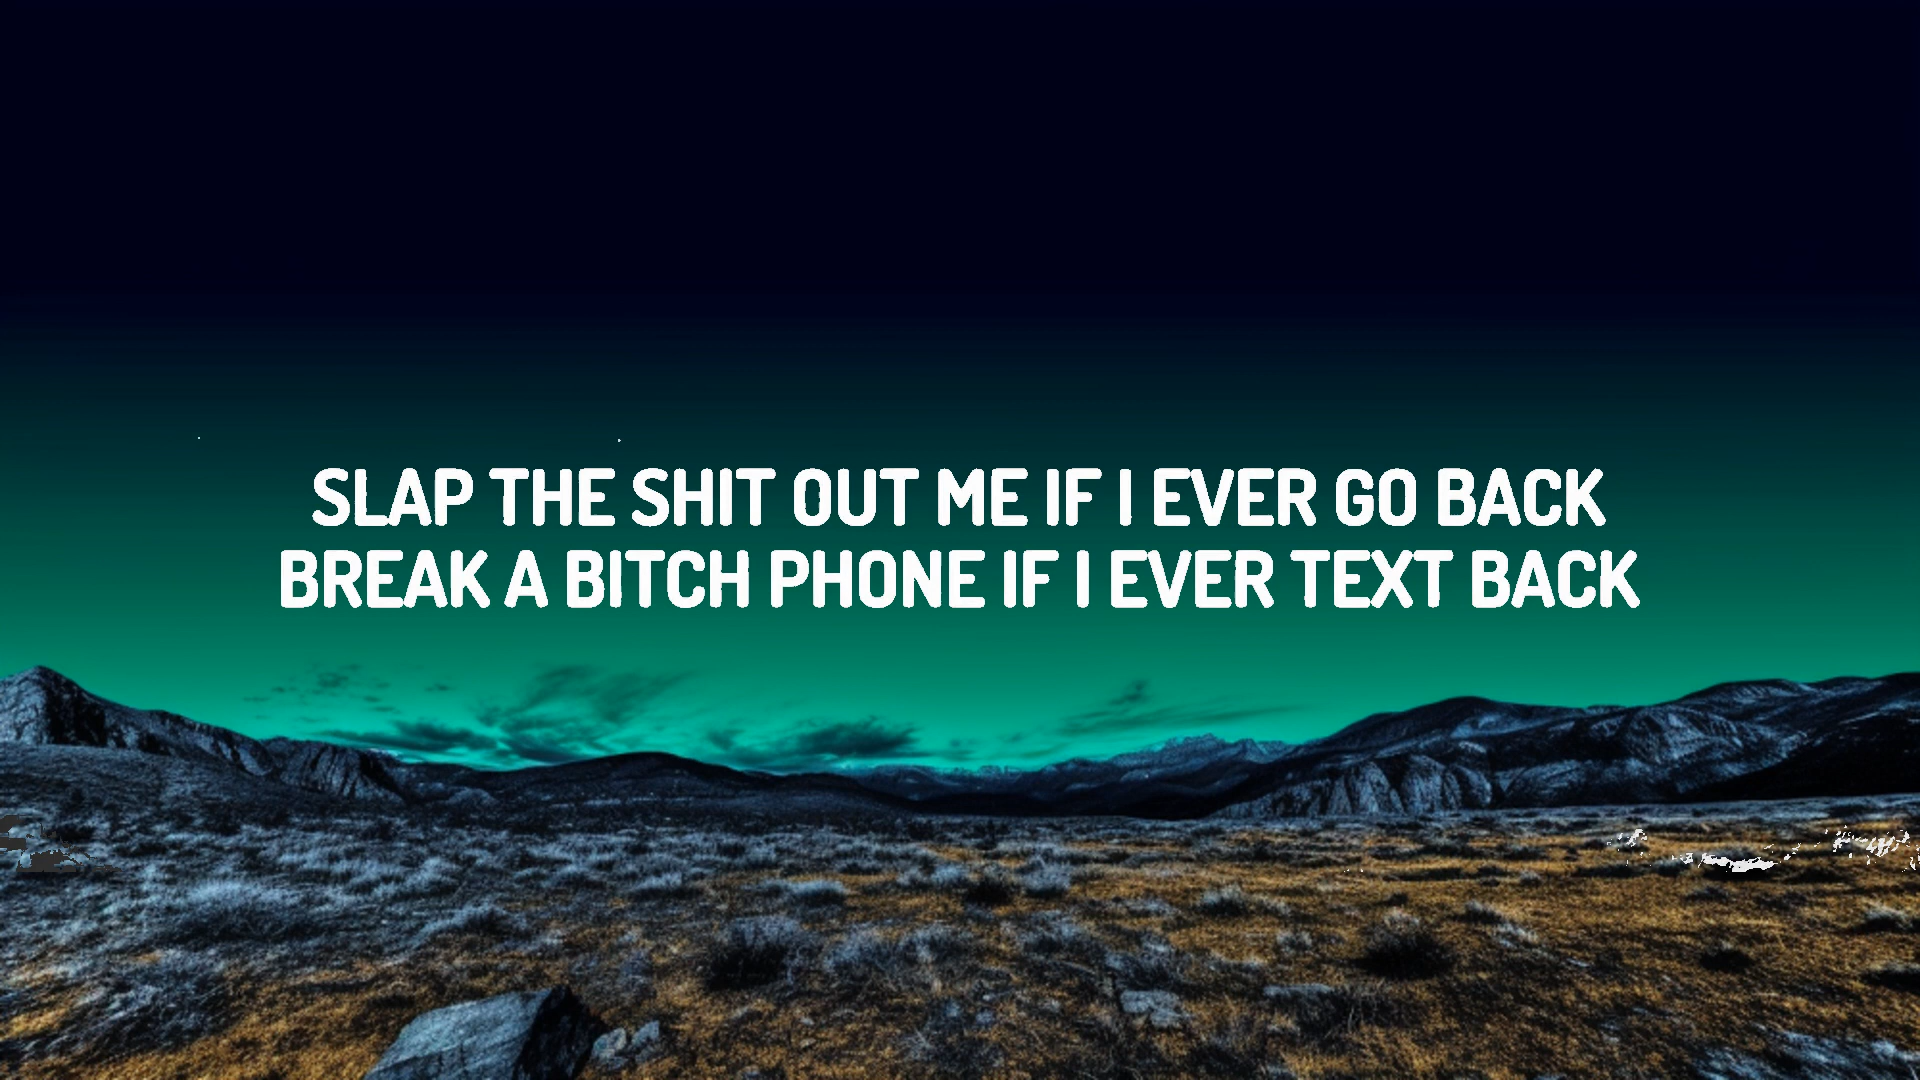 SLAP THE SHIT OUT ME IF I EVER GO BACK
BREAK A BITCH PHONE IF I EVER TEXT BACK